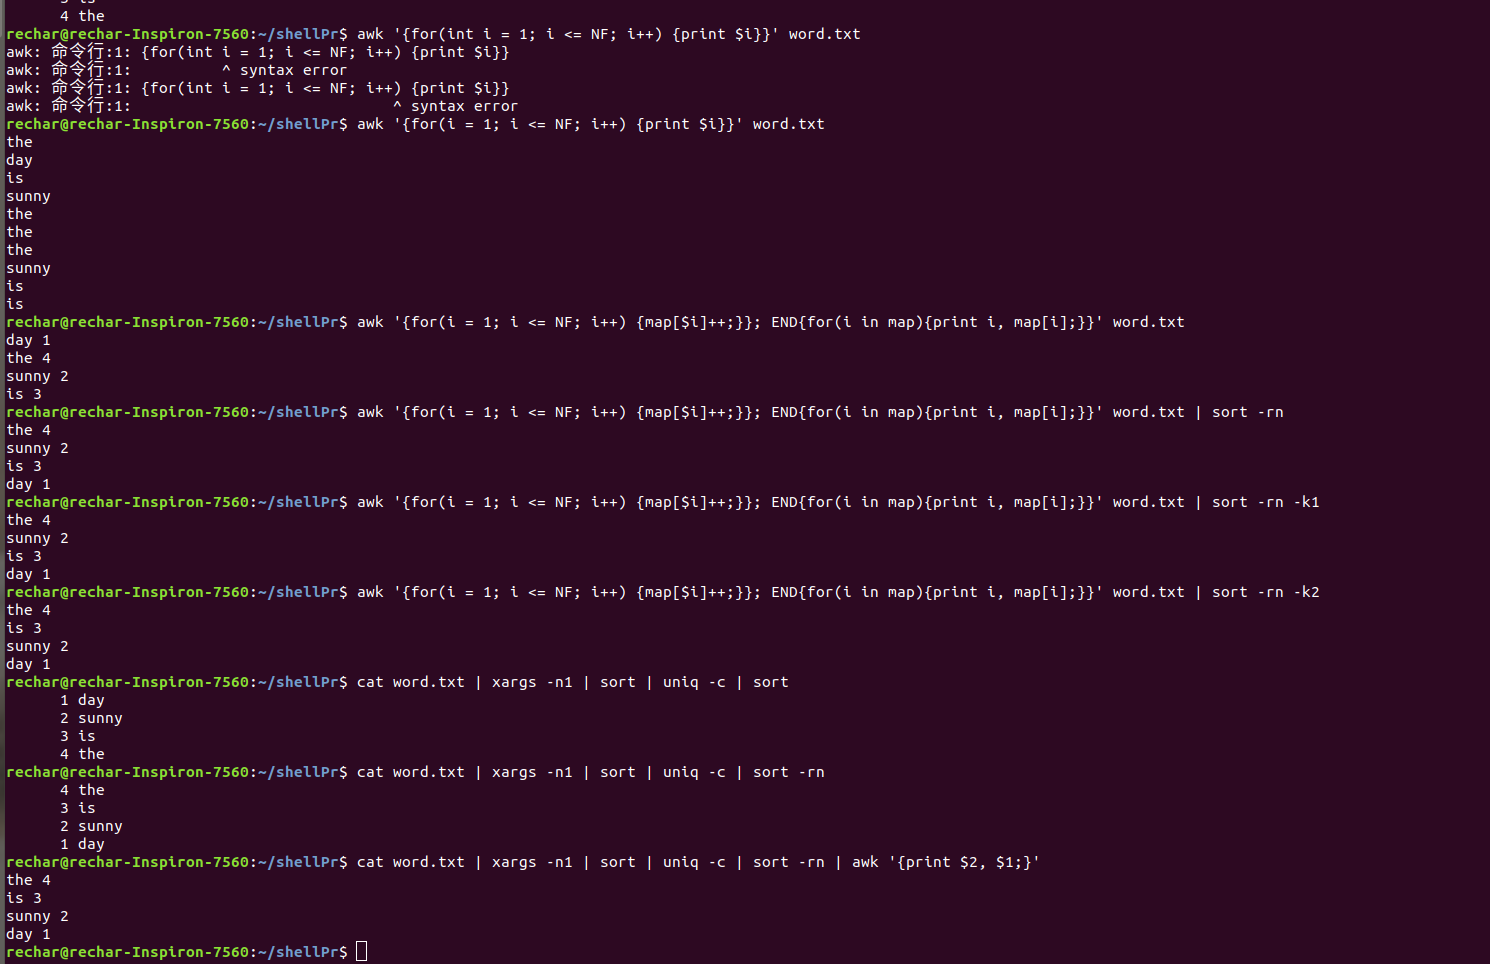 4 the
rechar@rechar-Inspiron-7560:~/shellPr$ awk '{for(int i = 1; i <= NF; i++) {print $i}}' word.txt
awk: 命令行:1: {for(int i = 1; i <= NF; i++) {print $i}}
awk: 命令行:1:          ^ syntax error
awk: 命令行:1: {for(int i = 1; i <= NF; i++) {print $i}}
awk: 命令行:1:                             ^ syntax error
rechar@rechar-Inspiron-7560:~/shellPr$ awk '{for(i = 1; i <= NF; i++) {print $i}}' word.txt
the
day
is
sunny
the
the
the
sunny
is
is
rechar@rechar-Inspiron-7560:~/shellPr$ awk '{for(i = 1; i <= NF; i++) {map[$i]++;}}; END{for(i in map){print i, map[i];}}' word.txt
day 1
the 4
sunny 2
is 3
rechar@rechar-Inspiron-7560:~/shellPr$ awk '{for(i = 1; i <= NF; i++) {map[$i]++;}}; END{for(i in map){print i, map[i];}}' word.txt | sort -rn
the 4
sunny 2
is 3
day 1
rechar@rechar-Inspiron-7560:~/shellPr$ awk '{for(i = 1; i <= NF; i++) {map[$i]++;}}; END{for(i in map){print i, map[i];}}' word.txt | sort -rn -k1
the 4
sunny 2
is 3
day 1
rechar@rechar-Inspiron-7560:~/shellPr$ awk '{for(i = 1; i <= NF; i++) {map[$i]++;}}; END{for(i in map){print i, map[i];}}' word.txt | sort -rn -k2
the 4
is 3
sunny 2
day 1
rechar@rechar-Inspiron-7560:~/shellPr$ cat word.txt | xargs -n1 | sort | uniq -c | sort
      1 day
      2 sunny
      3 is
      4 the
rechar@rechar-Inspiron-7560:~/shellPr$ cat word.txt | xargs -n1 | sort | uniq -c | sort -rn
      4 the
      3 is
      2 sunny
      1 day
rechar@rechar-Inspiron-7560:~/shellPr$ cat word.txt | xargs -n1 | sort | uniq -c | sort -rn | awk '{print $2, $1;}'
the 4
is 3
sunny 2
day 1
rechar@rechar-Inspiron-7560:~/shellPr$